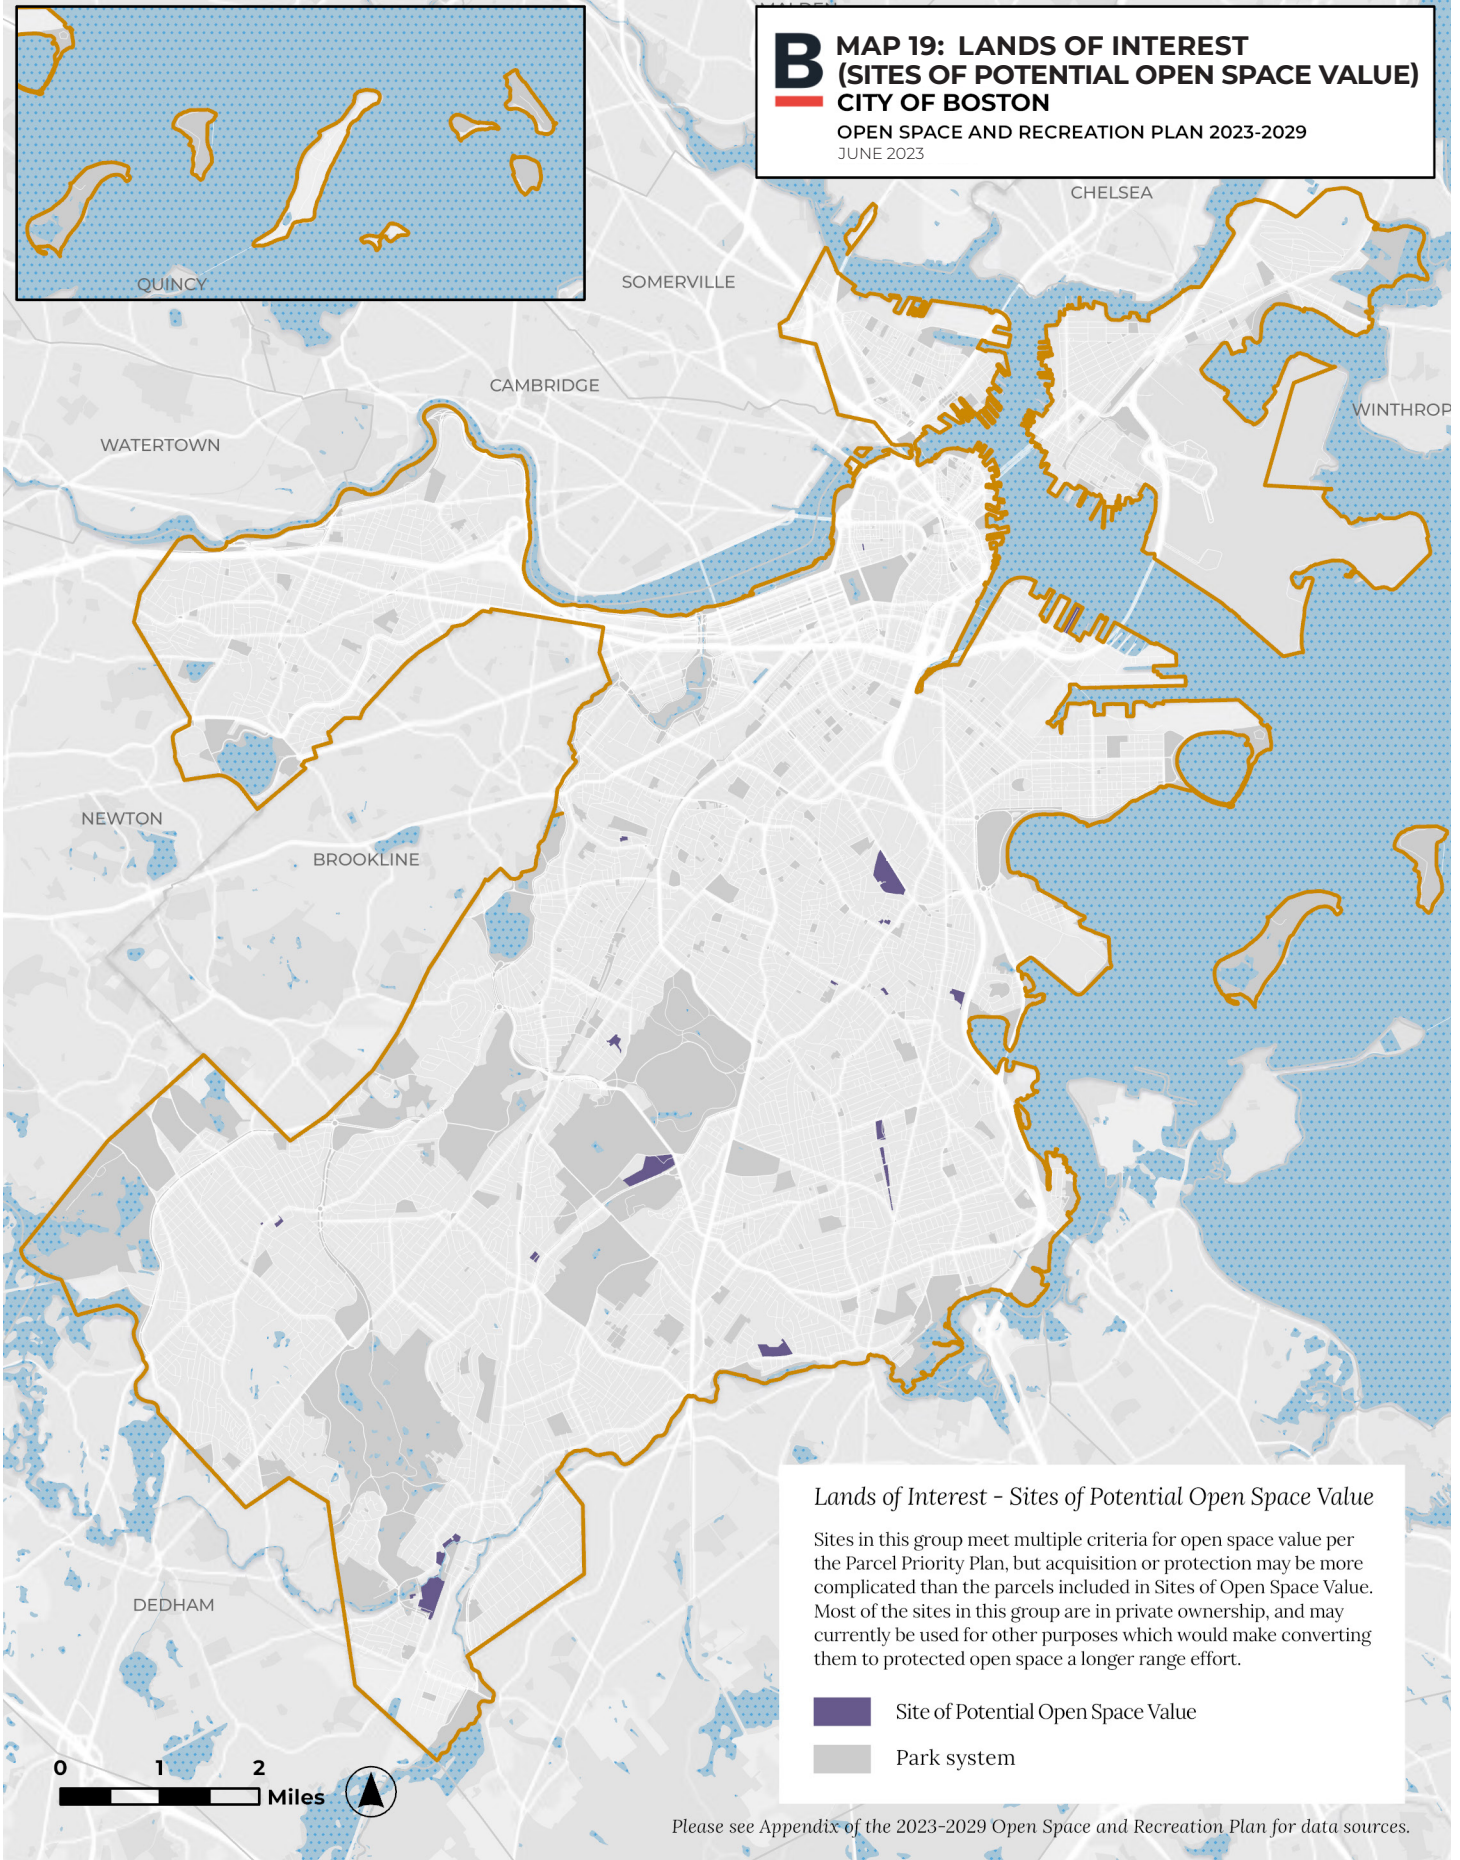 MALDEN
B
MAP 19: LANDS OF INTEREST
(SITES OF POTENTIAL OPEN SPACE VALUE)
CITY OF BOSTON
OPEN SPACE AND RECREATION PLAN 2023-2029
JUNE 2023
CHELSEA
QUINCY
SOMERVILLE
CAMBRIDGE
WINTHROP
WATERTOWN
NEWTON
BROOKLINE
DEDHAM
Lands of Interest - Sites of Potential Open Space Value
Sites in this group meet multiple criteria for open space value per
the Parcel Priority Plan, but acquisition or protection may be more
complicated than the parcels included in Sites of Open Space Value.
Most of the sites in this group are in private ownership, and may
currently be used for other purposes which would make converting
them to protected open space a longer range effort.
Site of Potential Open Space Value
Park system
0 1 2
Miles
Please see Appendix of the 2023-2029 Open Space and Recreation Plan for data sources.